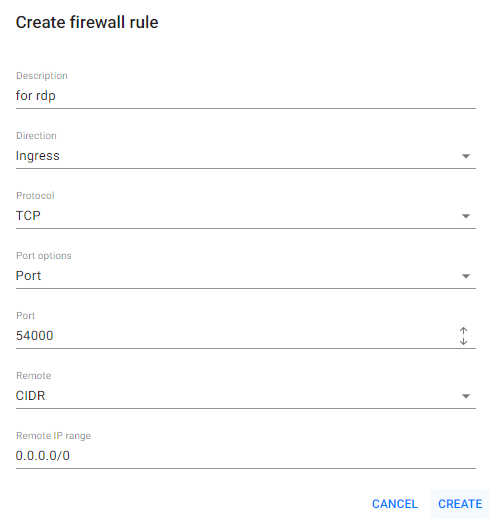 Create firewall rule
Description
for rdp
Direction
Ingress
Protocol
TCP
Port options
Port
Port
54000
Remote
CIDR
Remote IP range
0.0.0.0/0
CANCEL CREATE